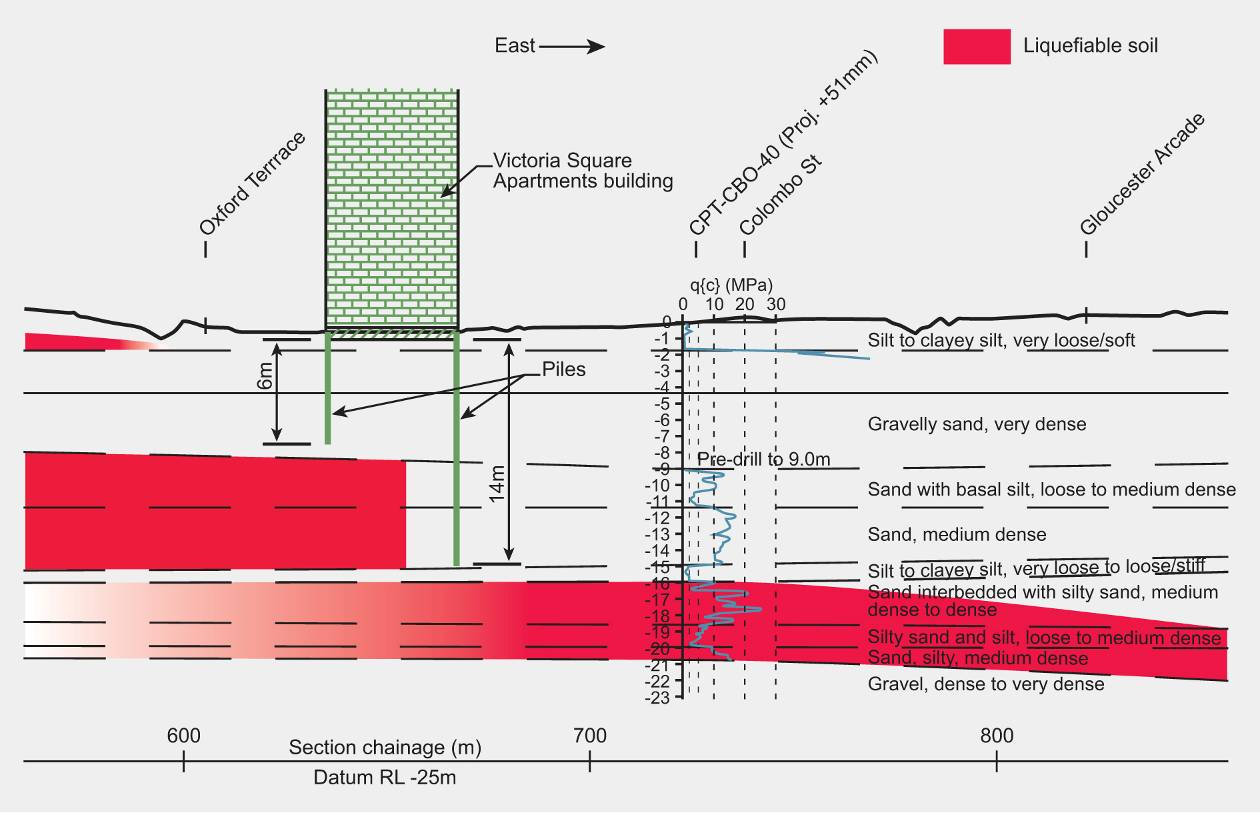 East
Liquefiable soil
Oxford Terrrace
Victoria Square
Apartments building
CPT-CBO-40 (Proj. +51mm)
Colombo St
Gloucester Arcade
q{c} (MPa)
0 10 20 30
0
-1
-2
-3
-4
-5
-6
-7
-8
-9
-10
-11
-12
-13
-14
-15
-16
-17
-18
-19
-20
-21
-22
-23
6m
Piles
14m
Pre-drill to 9.0m
Silt to clayey silt, very loose/soft
Gravelly sand, very dense
Sand with basal silt, loose to medium dense
Sand, medium dense
Silt to clayey silt, very loose to loose/stiff
Sand interbedded with silty sand, medium
dense to dense
Silty sand and silt, loose to medium dense
Sand, silty, medium dense
Gravel, dense to very dense
600 700 800
Section chainage (m)
Datum RL -25m